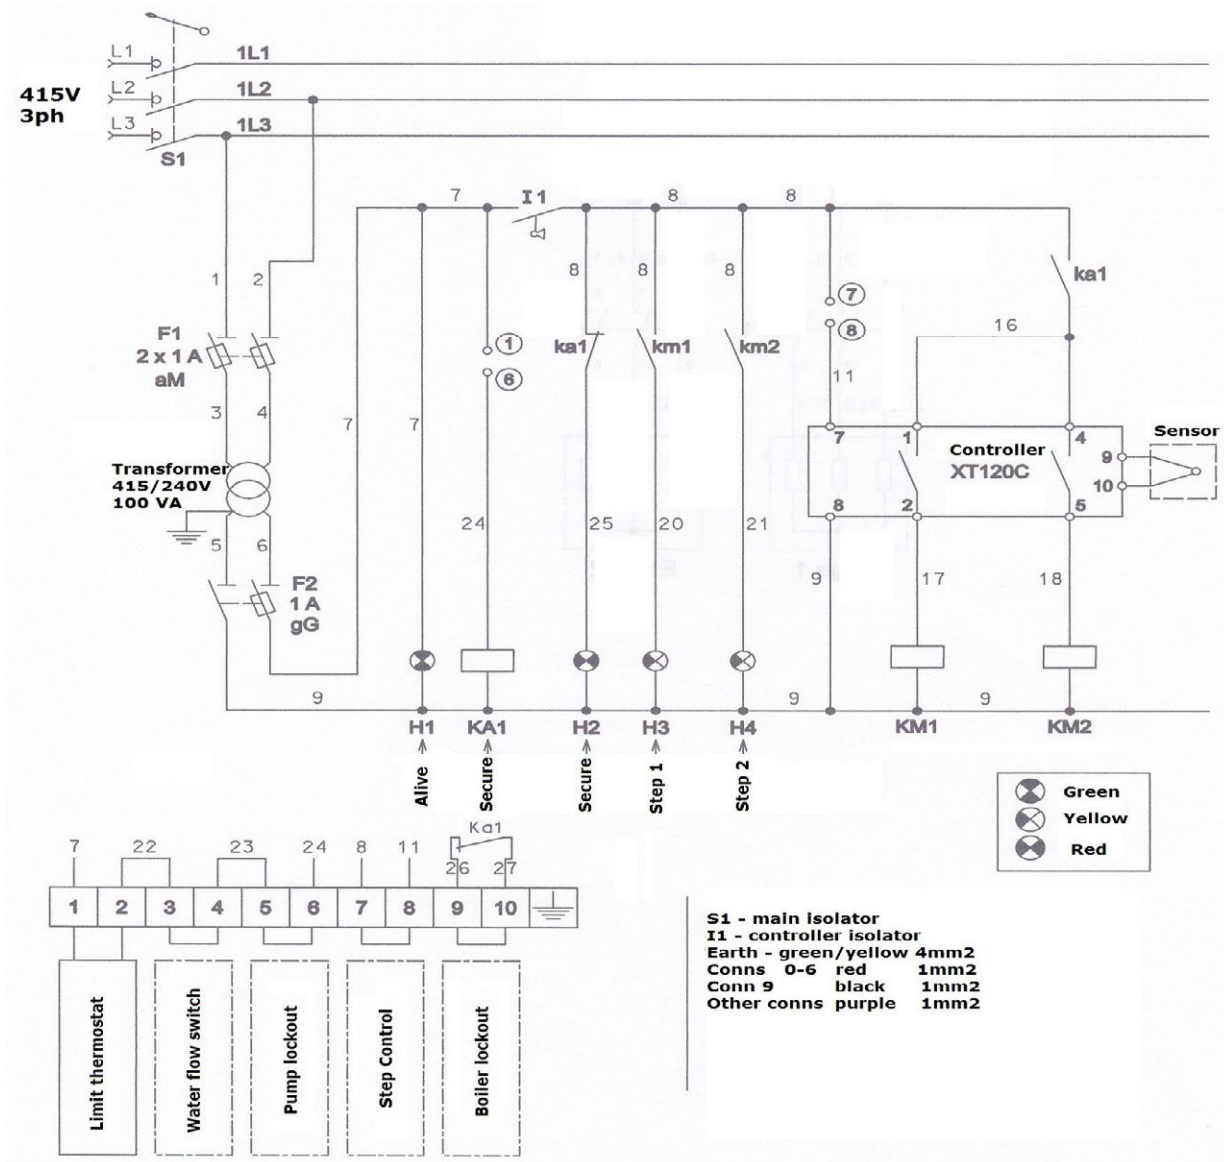 L1
1L1
415V
3ph
L2
1L2
L3
1L3
S1
7
I1
8
8
1
2
8
8
8
7
ka1
F1
2 x 1 A
aM
1
6
ka1
km1
km2
8
16
11
3
4
7
7
7
1
4
Sensor
Controller
XT120C
9
10
Transformer
415/240V
100 VA
8
2
5
5
6
24
25
20
21
9
17
18
F2
1 A
gG
9
9
9
H1
KA1
H2
H3
H4
KM1
KM2
Alive
Secure
Secure
Step 1
Step 2
Green
Yellow
Red
Ka1
7
22
23
24
8
11
26
27
1
2
3
4
5
6
7
8
9
10
Limit thermostat
Water flow switch
Pump lockout
Step Control
Boiler lockout
S1 - main isolator
I1 - controller isolator
Earth - green/yellow 4mm2
Conns 0-6 red 1mm2
Conn 9 black 1mm2
Other conns purple 1mm2